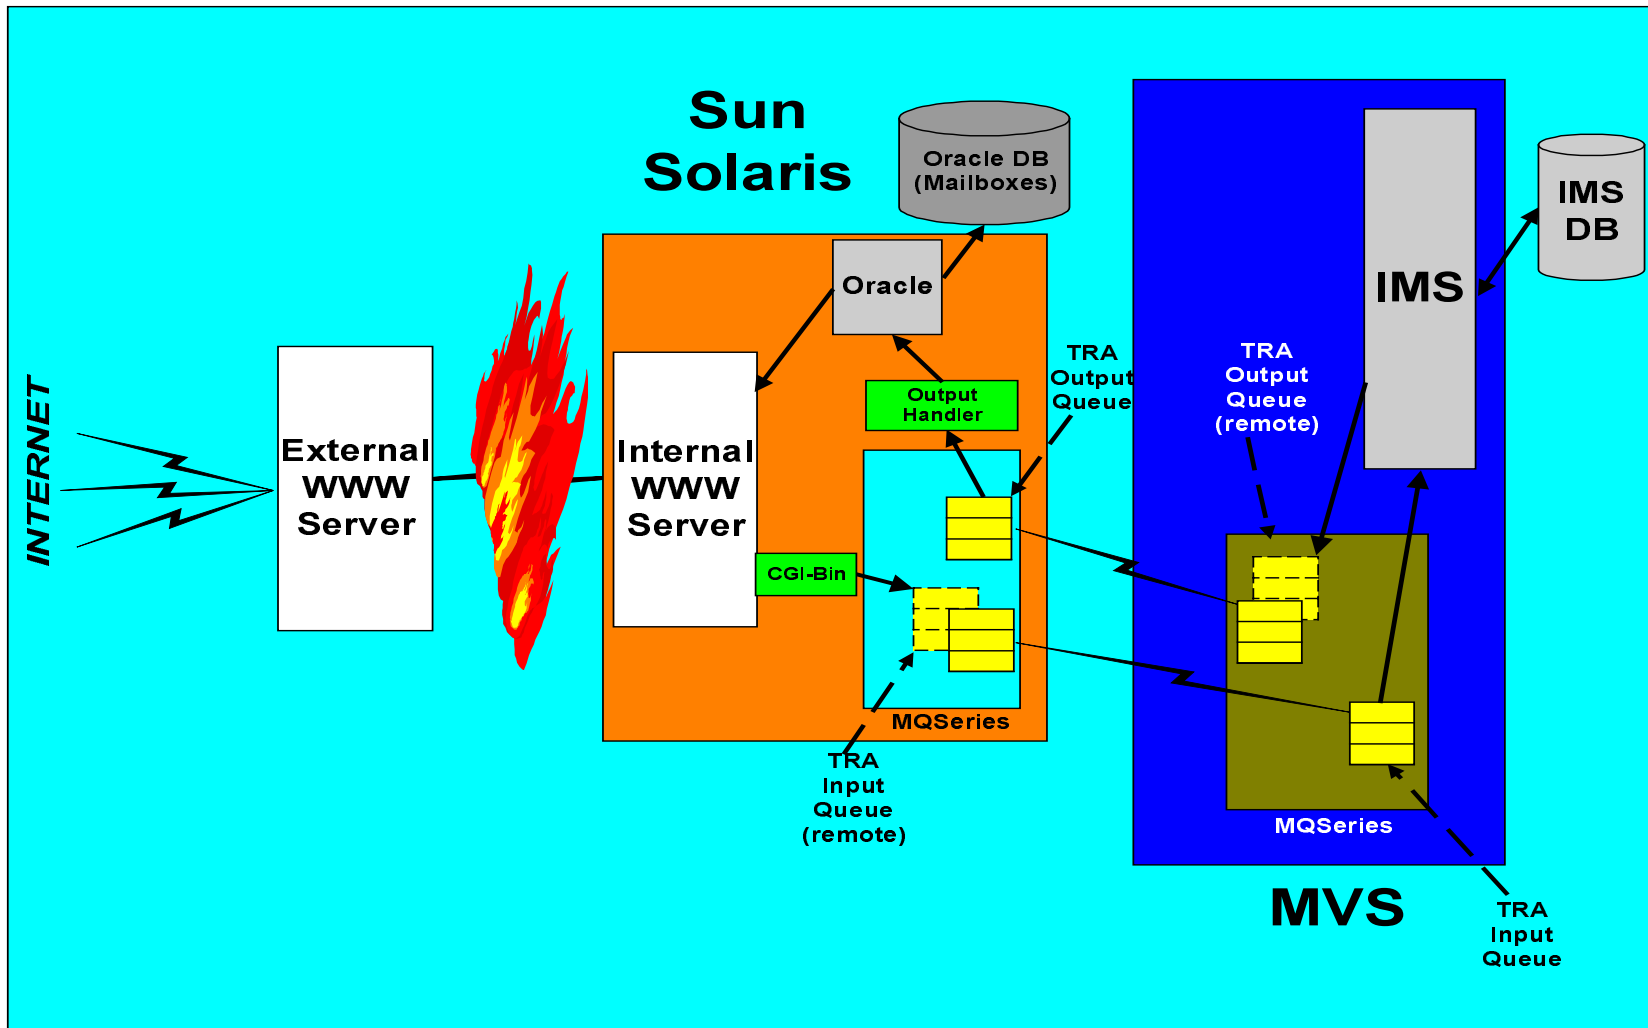 INTERNET
External
WWW
Server
Sun
Solaris
Oracle DB
(Mailboxes)
Oracle
Internal
WWW
Server
Output
Handler
CGI-Bin
MQSeries
TRA
Output
Queue
TRA
Input
Queue
(remote)
IMS
IMS
DB
TRA
Output
Queue
(remote)
MQSeries
MVS
TRA
Input
Queue